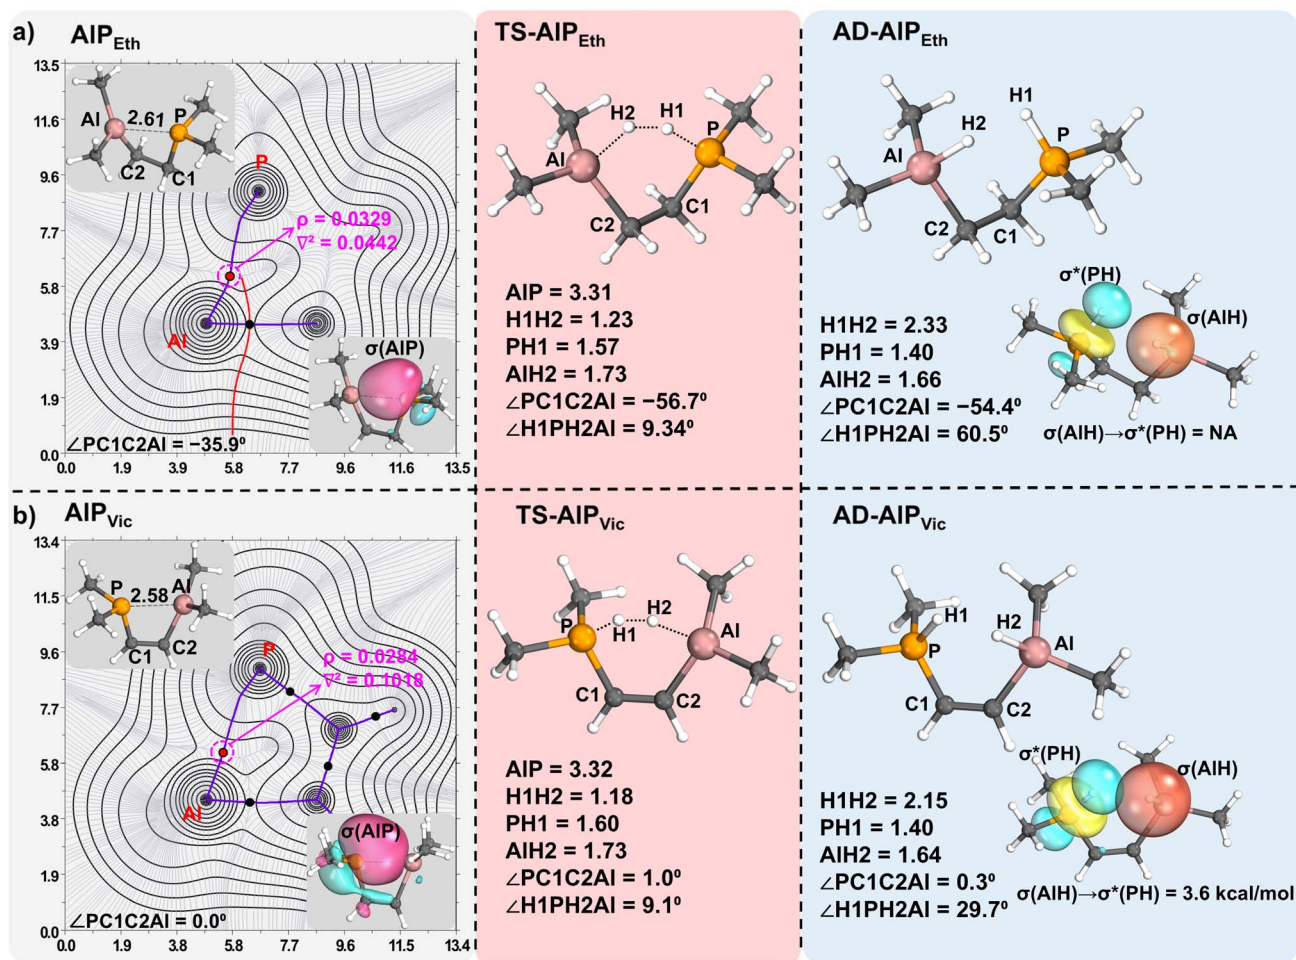 a)
AlP_Eth
13.5
11.6
9.6
7.7
5.8
3.9
1.9
0.0
0.0 1.9 3.9 5.8 7.7 9.6 11.6 13.5
Al 2.61 P
C2 C1
P
ρ = 0.0329
∇² = 0.0442
Al
σ(AlP)
∠PC1C2Al = −35.9⁰
TS-AlP_Eth
H2 H1
Al P
C2 C1
AlP = 3.31
H1H2 = 1.23
PH1 = 1.57
AlH2 = 1.73
∠PC1C2Al = −56.7⁰
∠H1PH2Al = 9.34⁰
AD-AlP_Eth
H1
H2
Al P
C2 C1
σ*(PH)
σ(AlH)
H1H2 = 2.33
PH1 = 1.40
AlH2 = 1.66
∠PC1C2Al = −54.4⁰
∠H1PH2Al = 60.5⁰
σ(AlH)→σ*(PH) = NA
b)
AlP_Vic
13.4
11.5
9.6
7.7
5.8
3.8
1.9
0.0
0.0 1.9 3.8 5.8 7.7 9.6 11.5 13.4
P 2.58 Al
C1 C2
P
ρ = 0.0284
∇² = 0.1018
Al
σ(AlP)
∠PC1C2Al = 0.0⁰
TS-AlP_Vic
P H1 H2 Al
C1 C2
AlP = 3.32
H1H2 = 1.18
PH1 = 1.60
AlH2 = 1.73
∠PC1C2Al = 1.0⁰
∠H1PH2Al = 9.1⁰
AD-AlP_Vic
H1 H2
P Al
C1 C2
σ*(PH)
σ(AlH)
H1H2 = 2.15
PH1 = 1.40
AlH2 = 1.64
∠PC1C2Al = 0.3⁰
∠H1PH2Al = 29.7⁰
σ(AlH)→σ*(PH) = 3.6 kcal/mol